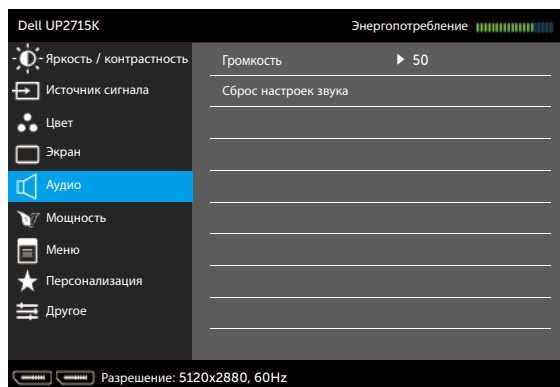 Dell UP2715K
Энергопотребление
Яркость / контрастность
Громкость
50
Источник сигнала
Сброс настроек звука
Цвет
Экран
Аудио
Мощность
Меню
Персонализация
Другое
Разрешение: 5120x2880, 60Hz